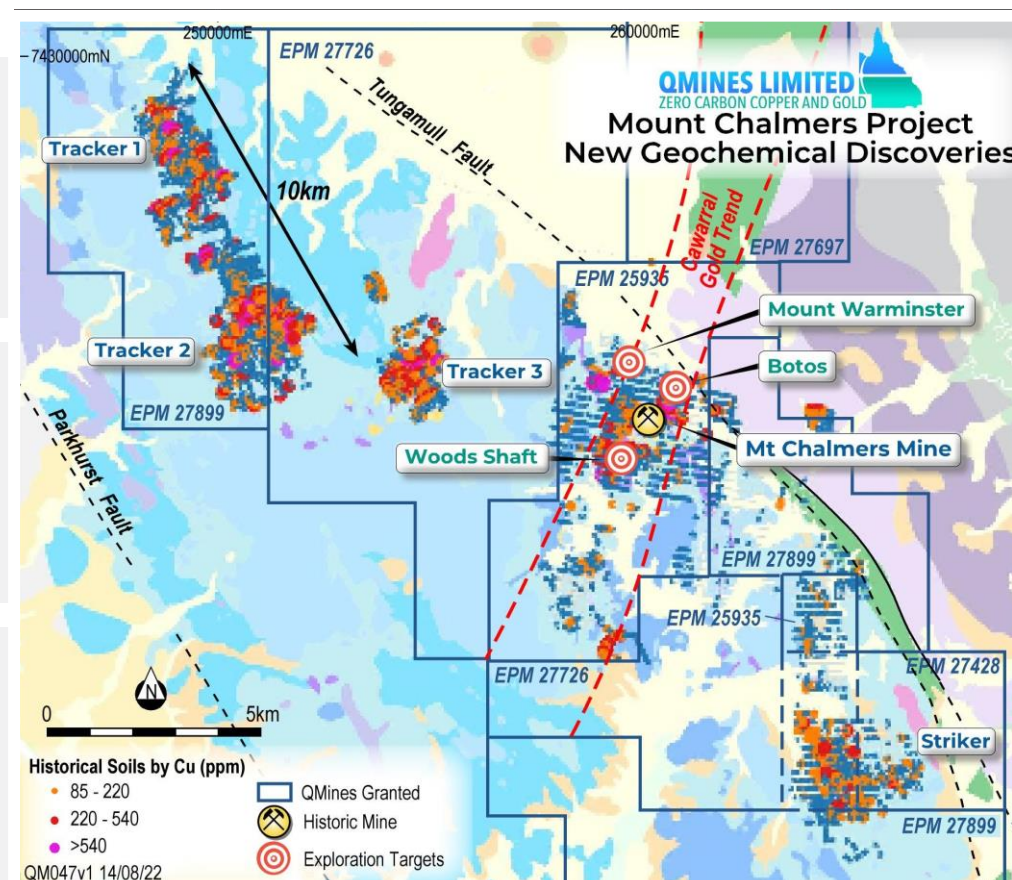 250000mE
260000mE
7430000mN
EPM 27726
QMINES LIMITED
ZERO CARBON COPPER AND GOLD
Mount Chalmers Project
New Geochemical Discoveries
Tungamull Fault
Tracker 1
10km
Cawarral
Gold Trend
EPM 27697
EPM 25935
Mount Warminster
Tracker 2
Tracker 3
Botos
EPM 27899
Parkhurst Fault
Woods Shaft
Mt Chalmers Mine
EPM 27899
EPM 25935
EPM 27726
EPM 27428
N
0
5km
Striker
Historical Soils by Cu (ppm)
85 - 220
220 - 540
>540
QMines Granted
Historic Mine
Exploration Targets
EPM 27899
QM047v1 14/08/22